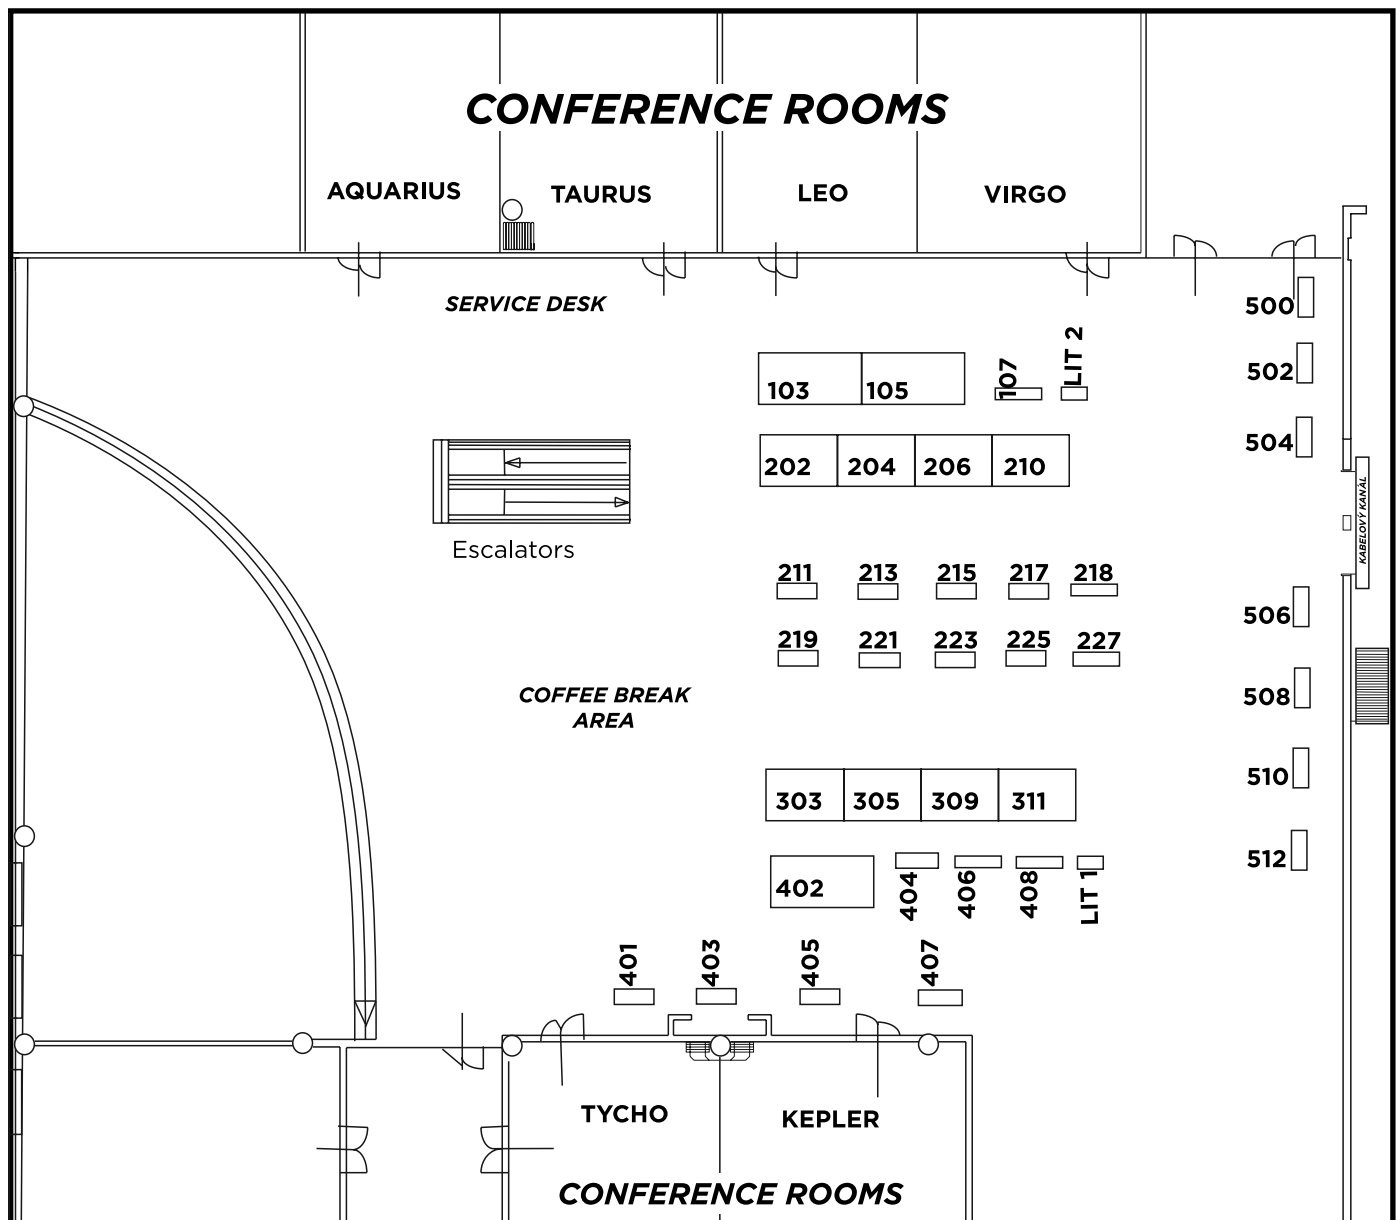 CONFERENCE ROOMS
AQUARIUS
TAURUS
LEO
VIRGO
SERVICE DESK
500
LIT 2
107
502
103
105
504
202
204
206
210
KABELOVÝ KANÁL
Escalators
211
213
215
217
218
506
219
221
223
225
227
COFFEE BREAK
AREA
508
510
303
305
309
311
512
402
404
406
408
LIT 1
401
403
405
407
TYCHO
KEPLER
CONFERENCE ROOMS